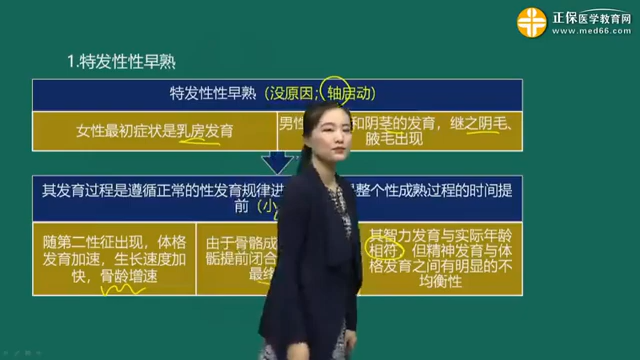 正保医学教育网
www.med66.com
1.特发性性早熟
特发性性早熟（没原因；轴启动）
女性最初症状是乳房发育
男性
和阴茎的发育，继之阴毛、
腋毛出现
其发育过程是遵循正常的性发育规律进
是整个性成熟过程的时间提
前（小
随第二性征出现，体格
发育加速，生长速度加
快，骨龄增速
由于骨骼成
骺提前闭合
最终
其智力发育与实际年龄
相符，但精神发育与体
格发育之间有明显的不
均衡性